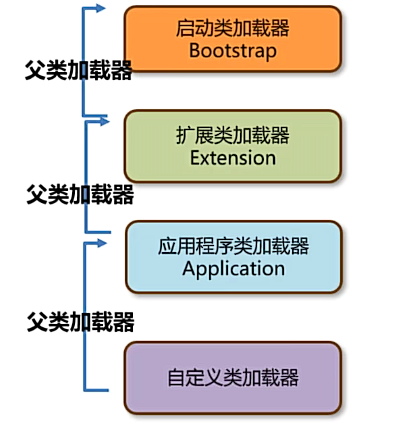 启动类加载器
Bootstrap
父类加载器
扩展类加载器
Extension
父类加载器
应用程序类加载器
Application
父类加载器
自定义类加载器